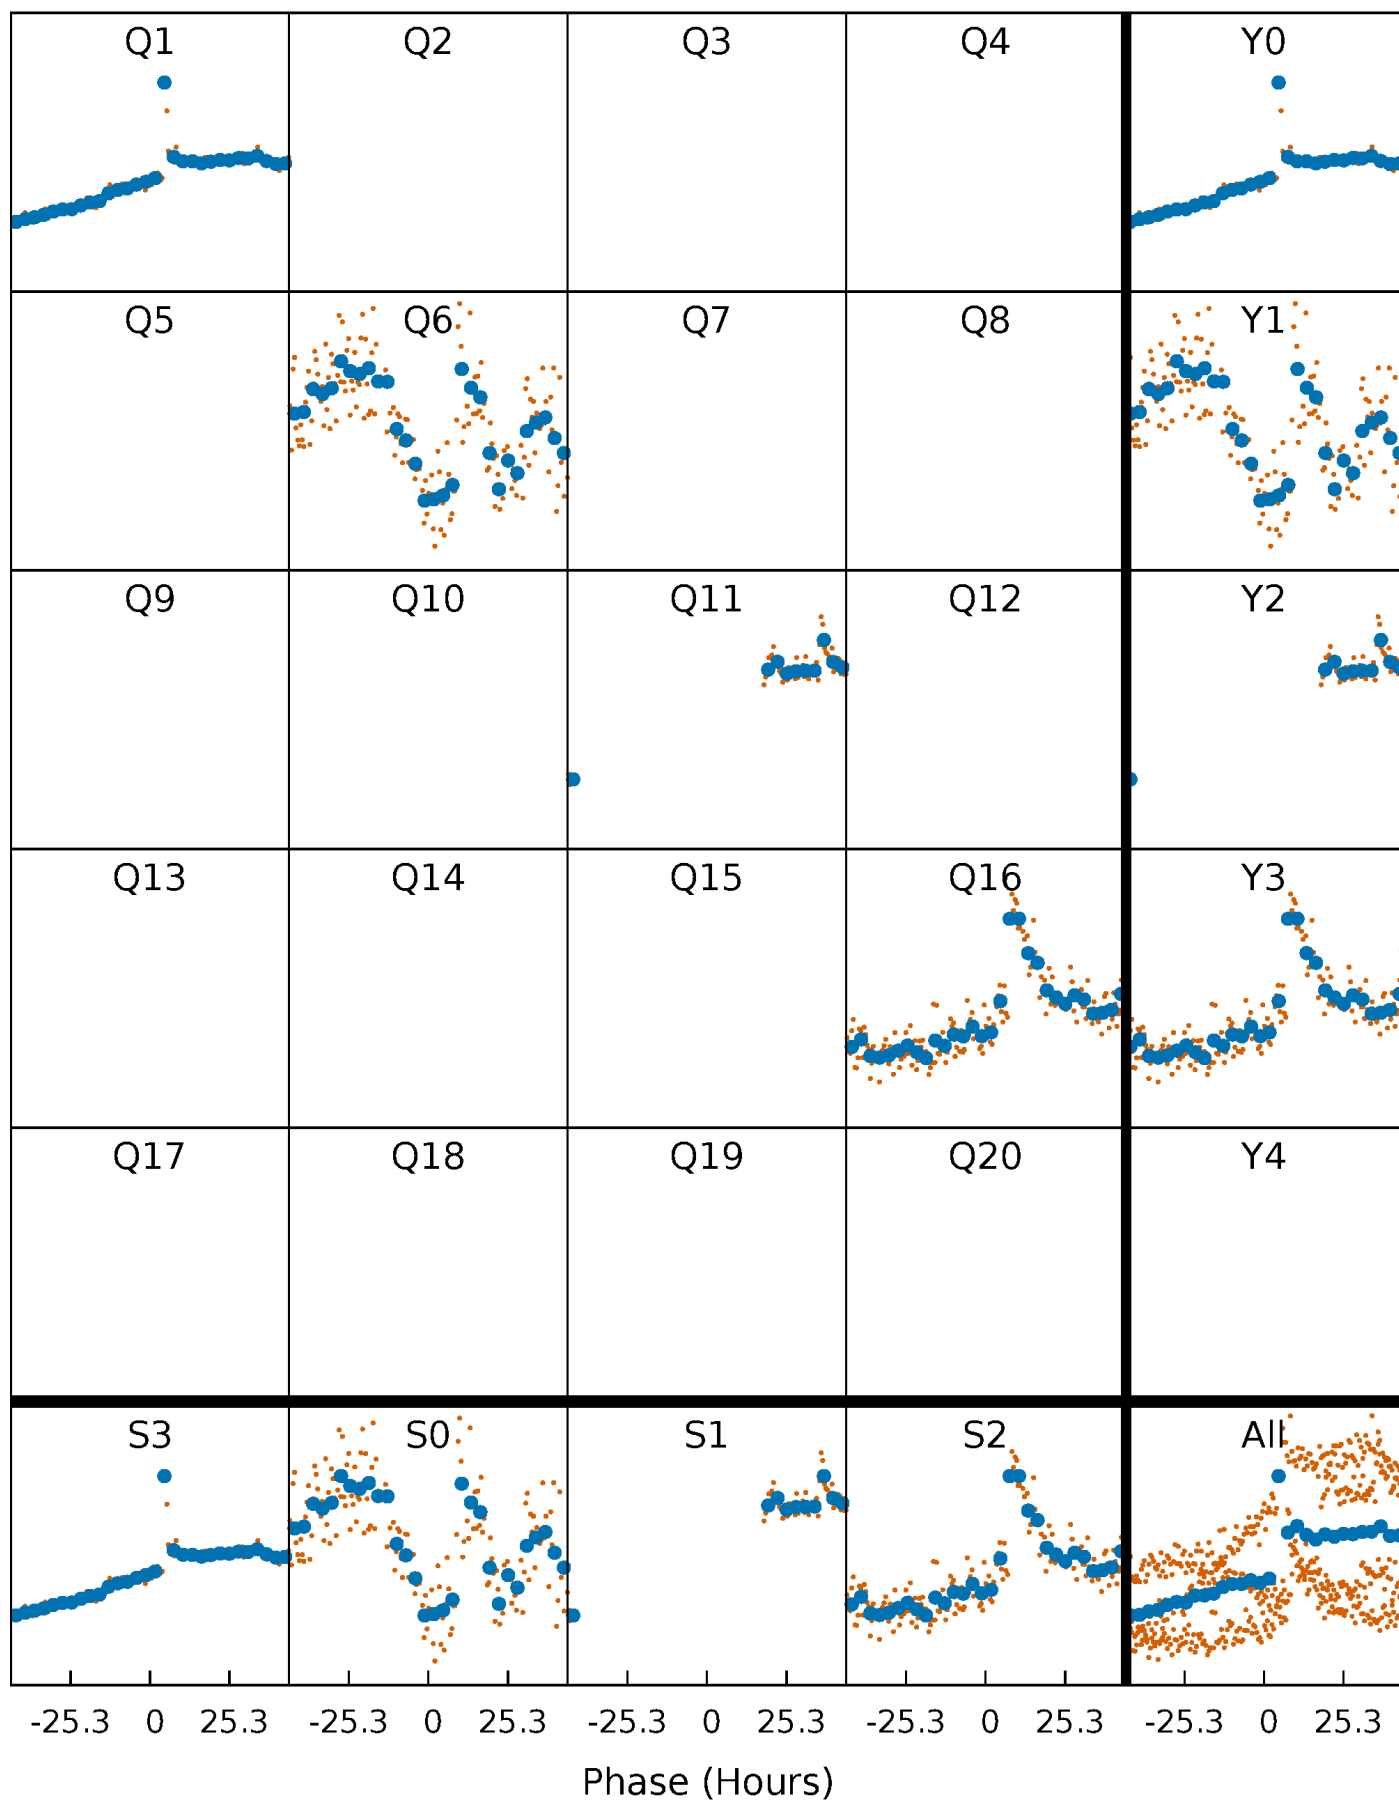 Q1 Q2 Q3 Q4 Y0
Q5 Q6 Q7 Q8 Y1
Q9 Q10 Q11 Q12 Y2
Q13 Q14 Q15 Q16 Y3
Q17 Q18 Q19 Q20 Y4
S3 S0 S1 S2 All
-25.3 0 25.3 -25.3 0 25.3 -25.3 0 25.3 -25.3 0 25.3 -25.3 0 25.3
Phase (Hours)